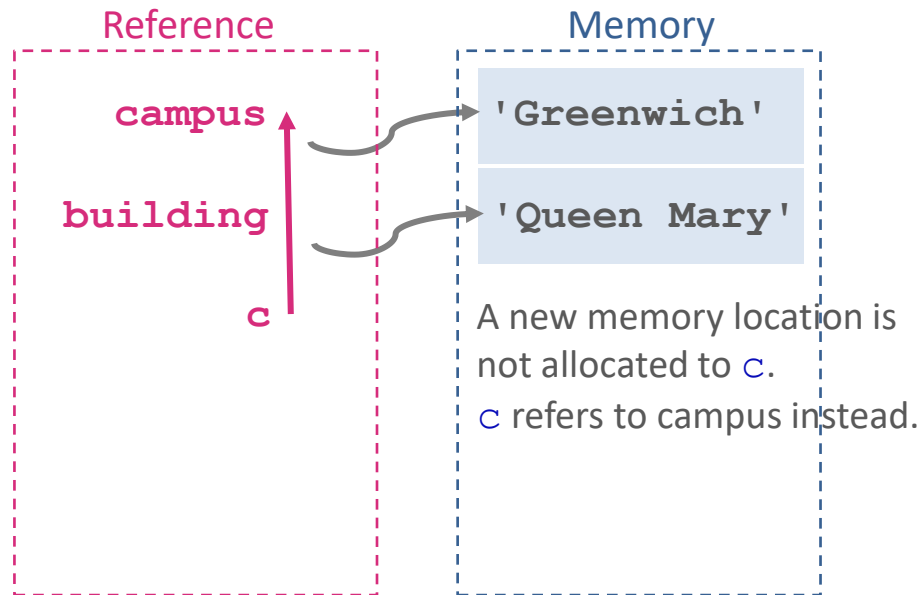 Reference
Memory
campus
'Greenwich'
building
'Queen Mary'
c
A new memory location is
not allocated to c.
c refers to campus instead.